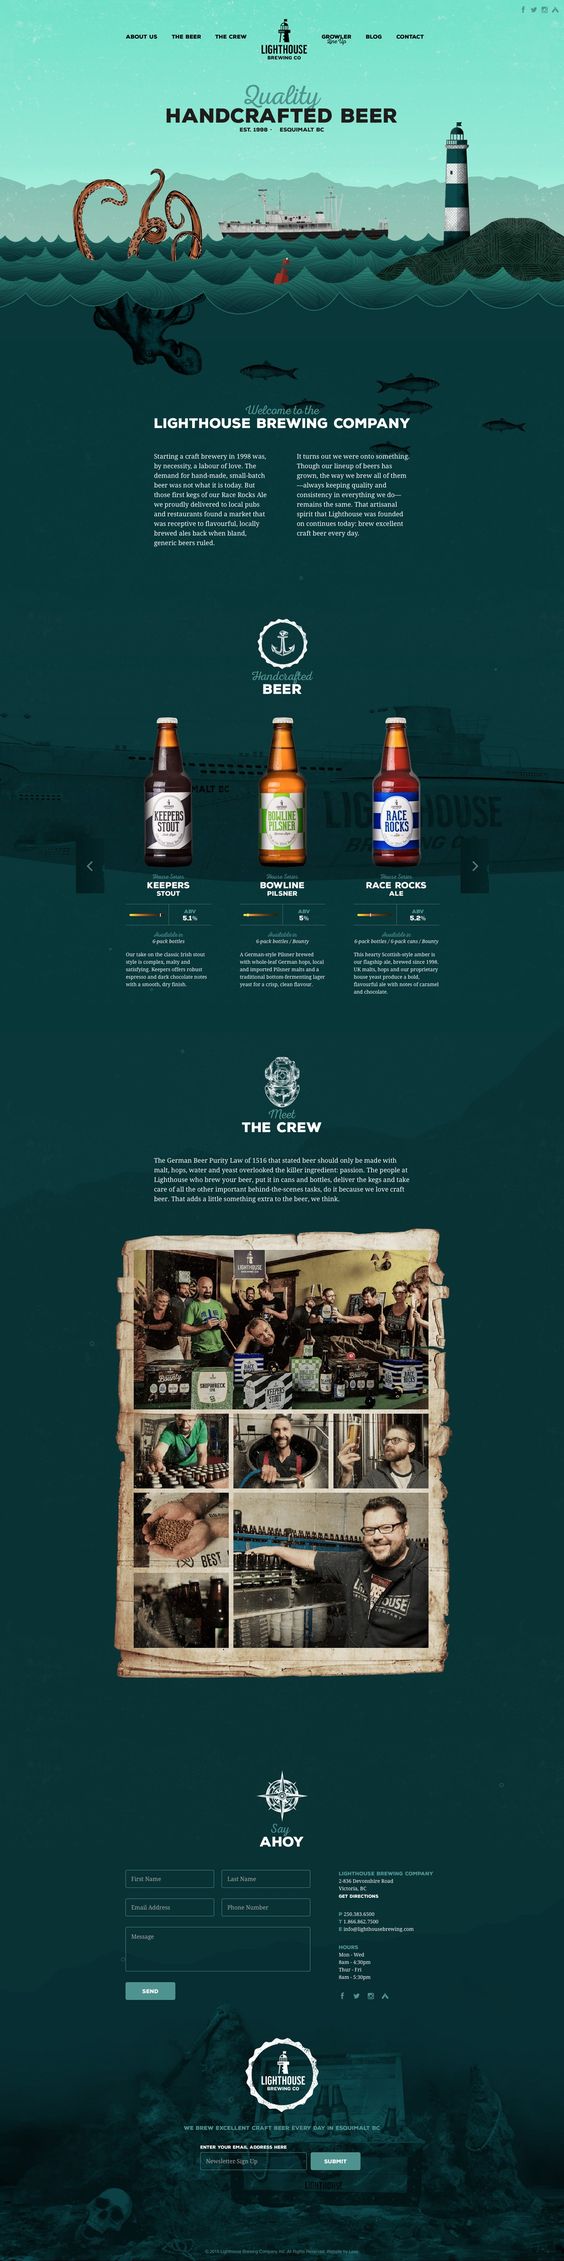 ABOUT US
THE BEER
THE CREW
LIGHTHOUSE
BREWING CO
GROWLER
Line Up
BLOG
CONTACT
Quality
HANDCRAFTED BEER
EST. 1998 - ESQUIMALT BC
Welcome to the
LIGHTHOUSE BREWING COMPANY
Starting a craft brewery in 1998 was,
by necessity, a labour of love. The
demand for hand-made, small-batch
beer was not what it is today. But
those first kegs of our Race Rocks Ale
we proudly delivered to local pubs
and restaurants found a market that
was receptive to flavourful, locally
brewed ales back when bland,
generic beers ruled.
It turns out we were onto something.
Though our lineup of beers has
grown, the way we brew all of them
—always keeping quality and
consistency in everything we do—
remains the same. That artisanal
spirit that Lighthouse was founded
on continues today: brew excellent
craft beer every day.
Handcrafted
BEER
LIGHTHOUSE
BREWING CO
KEEPERS
STOUT
BOWLINE
PILSNER
RACE
ROCKS
House Series
KEEPERS
STOUT
ABV
5.1%
Available in
6-pack bottles
Our take on the classic Irish stout
style is complex, malty and
satisfying. Keepers offers robust
espresso and dark chocolate notes
with a smooth, dry finish.
House Series
BOWLINE
PILSNER
ABV
5%
Available in
6-pack bottles / Bounty
A German-style Pilsner brewed
with whole-leaf German hops, local
and imported Pilsner malts and a
traditional bottom-fermenting lager
yeast for a crisp, clean flavour.
House Series
RACE ROCKS
ALE
ABV
5.2%
Available in
6-pack bottles / 6-pack cans / Bounty
This hearty Scottish-style amber is
our flagship ale, brewed since 1998.
UK malts, hops and our proprietary
house yeast produce a bold,
flavourful ale with notes of caramel
and chocolate.
Meet
THE CREW
The German Beer Purity Law of 1516 that stated beer should only be made with
malt, hops, water and yeast overlooked the killer ingredient: passion. The people at
Lighthouse who brew your beer, put it in cans and bottles, deliver the kegs and take
care of all the other important behind-the-scenes tasks, do it because we love craft
beer. That adds a little something extra to the beer, we think.
LIGHTHOUSE
BREWING CO
Bounty
SHIPWRECK
KEEPERS
STOUT
RACE
ROCKS
BEST
LIGHTHOUSE
BREWING COMPANY
Say
AHOY
First Name
Last Name
Email Address
Phone Number
Message
SEND
LIGHTHOUSE BREWING COMPANY
2-836 Devonshire Road
Victoria, BC
GET DIRECTIONS
P 250.383.6500
T 1.866.862.7500
E info@lighthousebrewing.com
HOURS
Mon - Wed
8am - 4:30pm
Thur - Fri
8am - 5:30pm
LIGHTHOUSE
BREWING CO
WE BREW EXCELLENT CRAFT BEER EVERY DAY IN ESQUIMALT BC
ENTER YOUR EMAIL ADDRESS HERE
Newsletter Sign Up
SUBMIT
LIGHTHOUSE